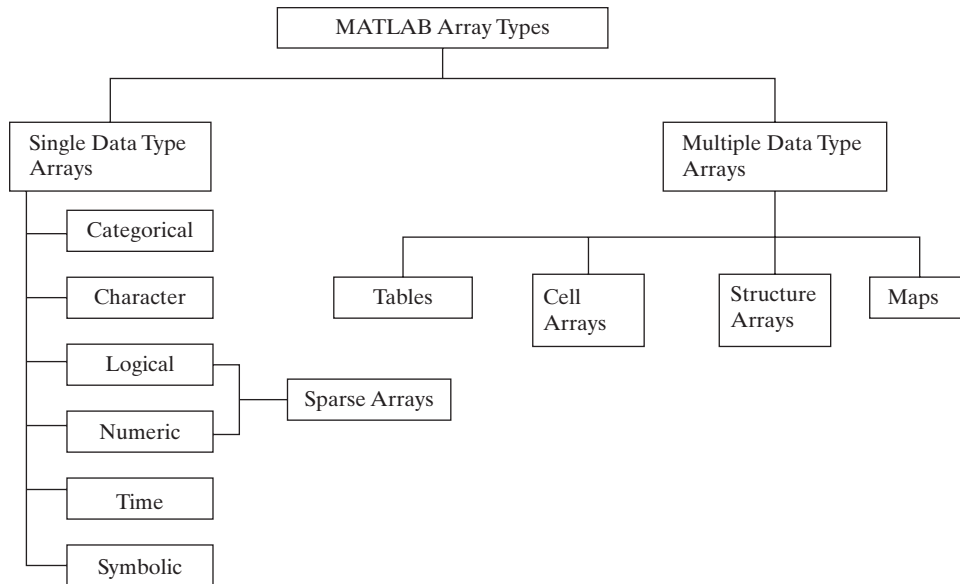 MATLAB Array Types
Single Data Type
Arrays
Categorical
Character
Logical
Numeric
Time
Symbolic
Sparse Arrays
Multiple Data Type
Arrays
Tables
Cell
Arrays
Structure
Arrays
Maps